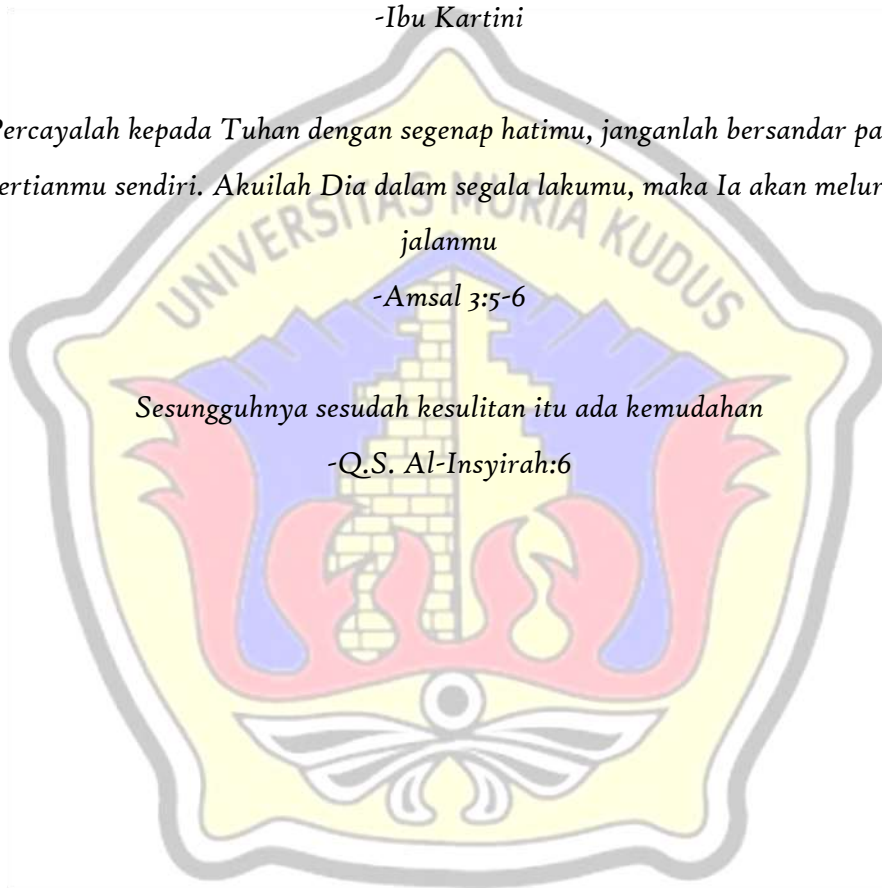 -Ibu Kartini
Percayalah kepada Tuhan dengan segenap hatimu, janganlah bersandar pa
ertianmu sendiri. Akuilah Dia dalam segala lakumu, maka Ia akan melur
jalanmu
-Amsal 3:5-6
Sesungguhnya sesudah kesulitan itu ada kemudahan
-Q.S. Al-Insyirah:6
UNIVERSITAS MURIA KUDUS